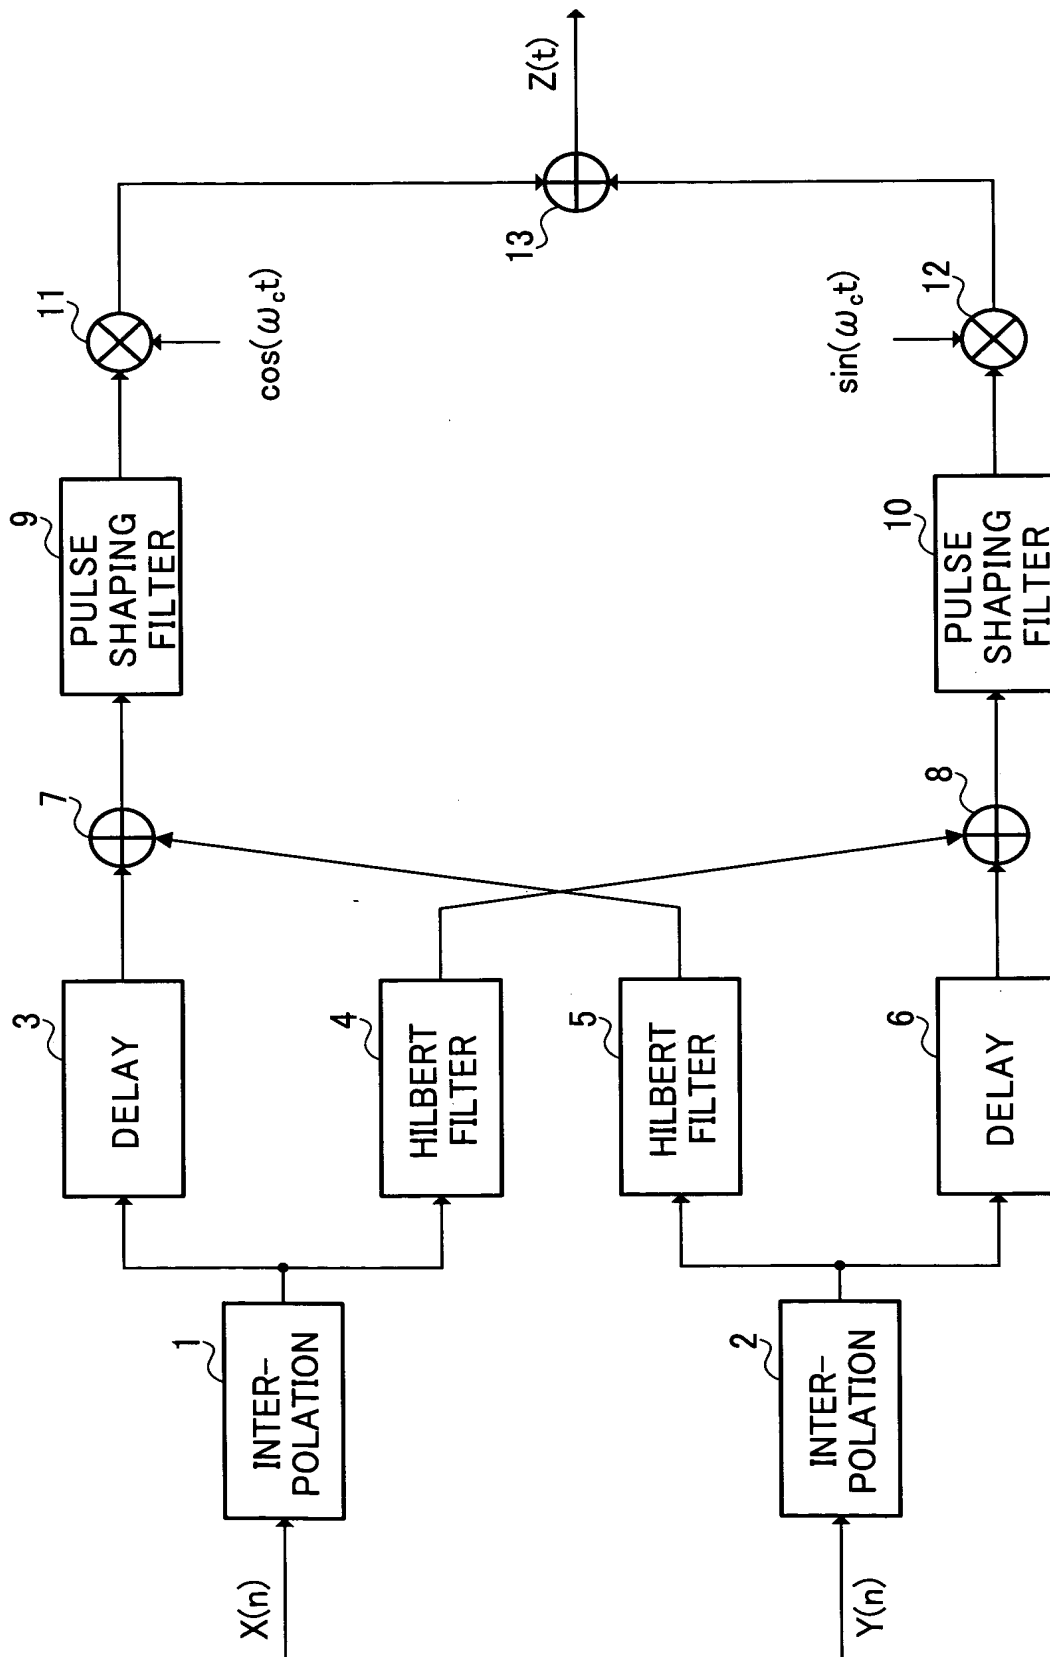 X(n)
1
INTER-
POLATION
3
DELAY
4
HILBERT
FILTER
7
9
PULSE
SHAPING
FILTER
11
cos(ω_c t)
Y(n)
2
INTER-
POLATION
5
HILBERT
FILTER
6
DELAY
8
10
PULSE
SHAPING
FILTER
12
sin(ω_c t)
13
Z(t)